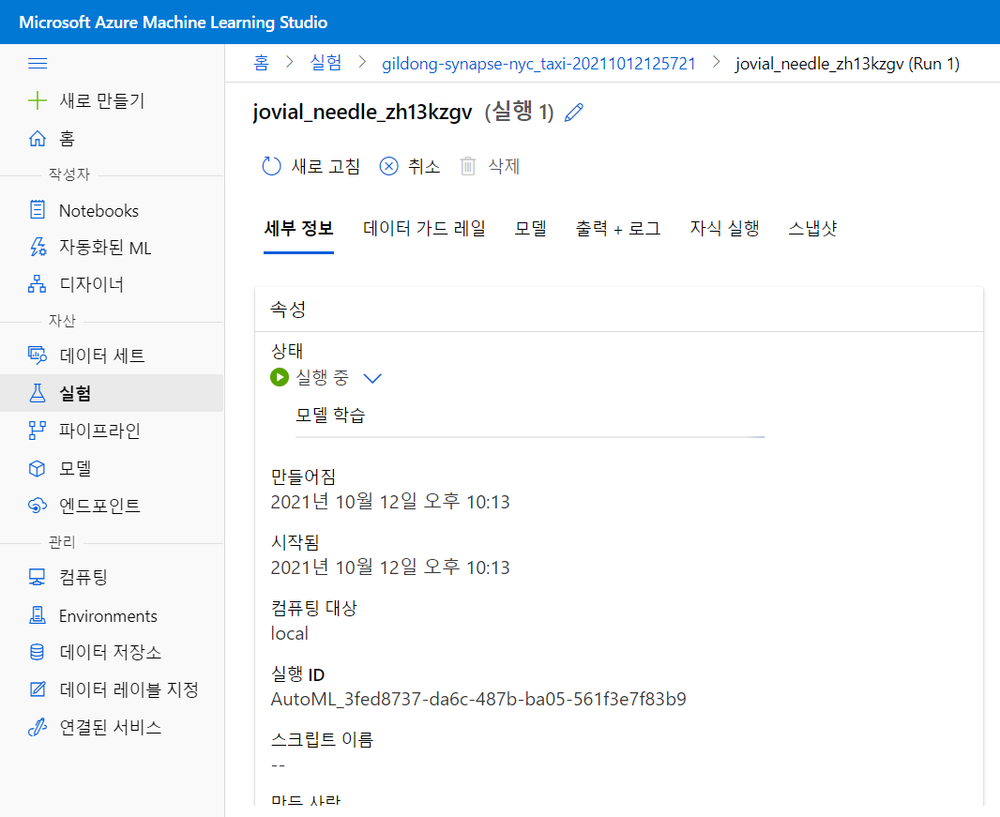 Microsoft Azure Machine Learning Studio
새로 만들기
홈
작성자
Notebooks
자동화된 ML
디자이너
자산
데이터 세트
실험
파이프라인
모델
엔드포인트
관리
컴퓨팅
Environments
데이터 저장소
데이터 레이블 지정
연결된 서비스
홈 > 실험 > gildong-synapse-nyc_taxi-20211012125721 > jovial_needle_zh13kzgv (Run 1)
jovial_needle_zh13kzgv (실행 1)
새로 고침 취소 삭제
세부 정보 데이터 가드 레일 모델 출력 + 로그 자식 실행 스냅샷
속성
상태
실행 중
모델 학습
만들어짐
2021년 10월 12일 오후 10:13
시작됨
2021년 10월 12일 오후 10:13
컴퓨팅 대상
local
실행 ID
AutoML_3fed8737-da6c-487b-ba05-561f3e7f83b9
스크립트 이름
--
만든 사람